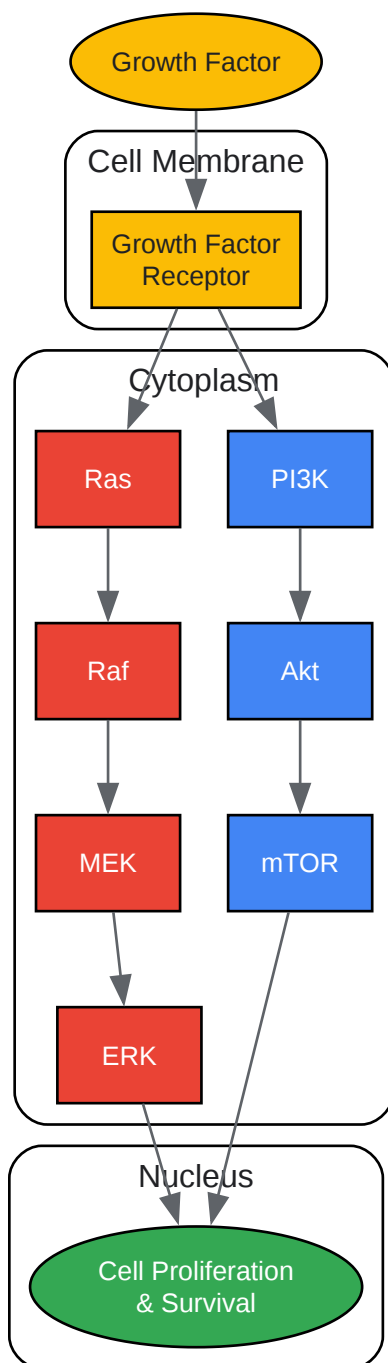 Growth Factor
Cell Membrane
Growth Factor
Receptor
Cytoplasm
Ras
PI3K
Raf
Akt
MEK
mTOR
ERK
Nucleus
Cell Proliferation
& Survival